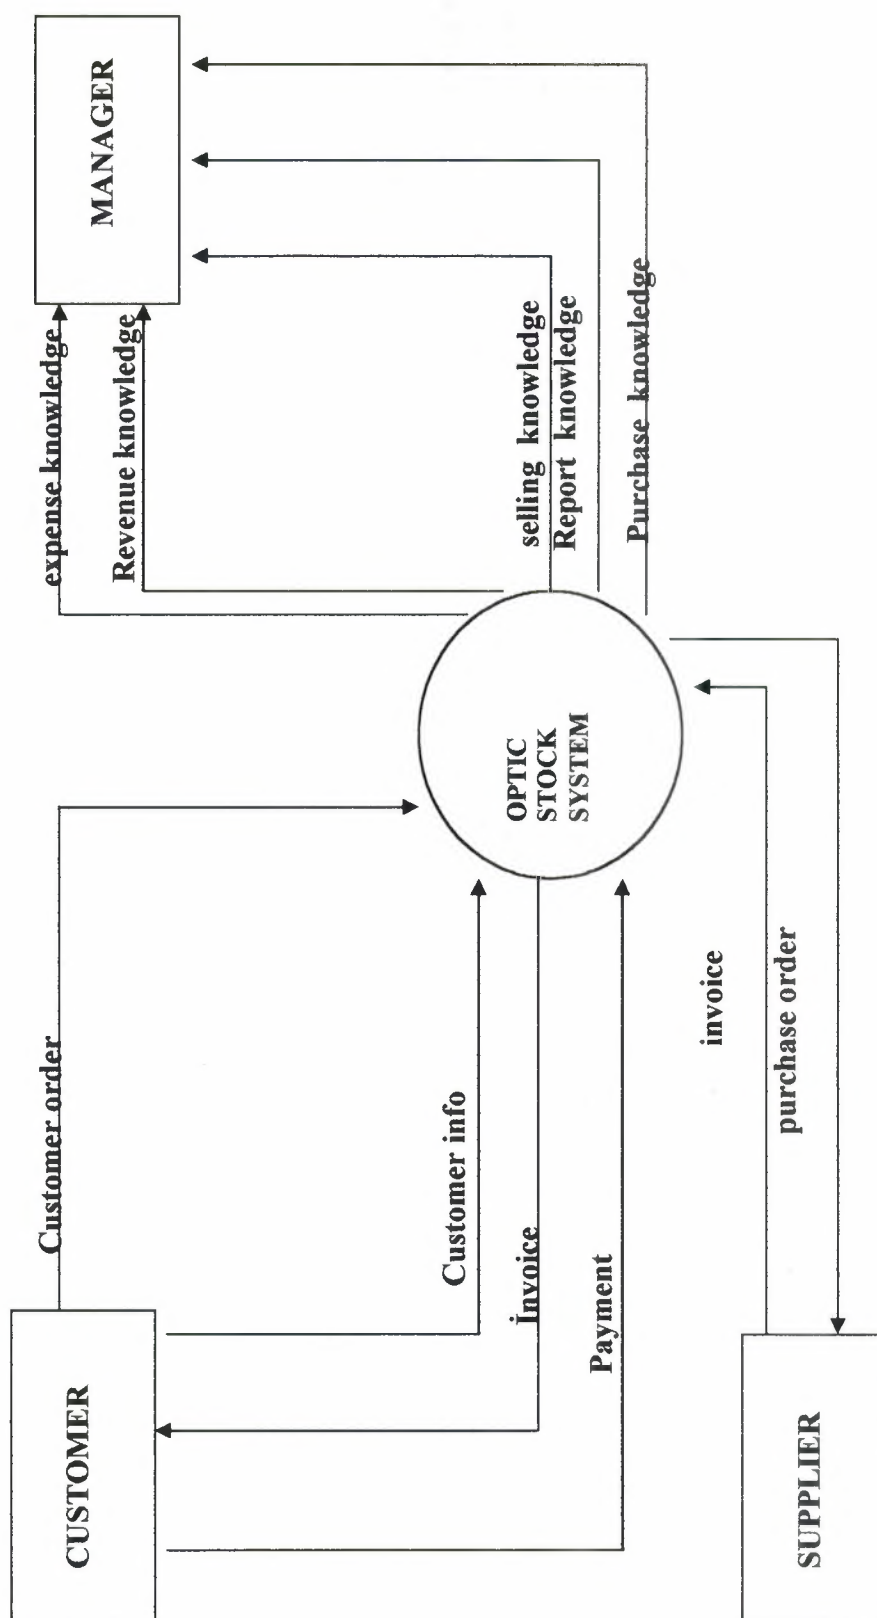 CUSTOMER
Customer order
Customer info
İnvoice
Payment
OPTIC
STOCK
SYSTEM
expense knowledge
Revenue knowledge
MANAGER
selling knowledge
Report knowledge
Purchase knowledge
invoice
purchase order
SUPPLIER